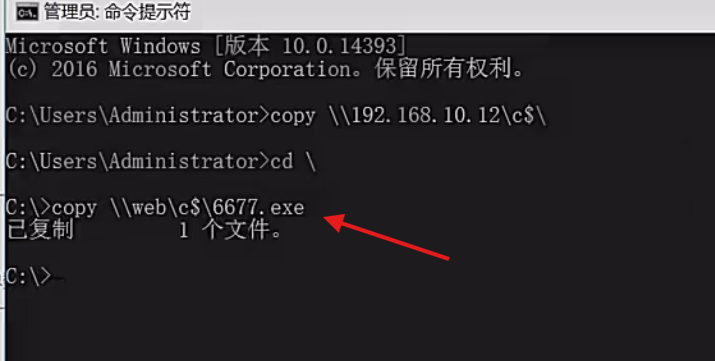 管理员: 命令提示符
Microsoft Windows [版本 10.0.14393]
(c) 2016 Microsoft Corporation。保留所有权利。
C:\Users\Administrator>copy \\192.168.10.12\c$\
C:\Users\Administrator>cd \
C:\>copy \\web\c$\6677.exe
已复制         1 个文件。
C:\>